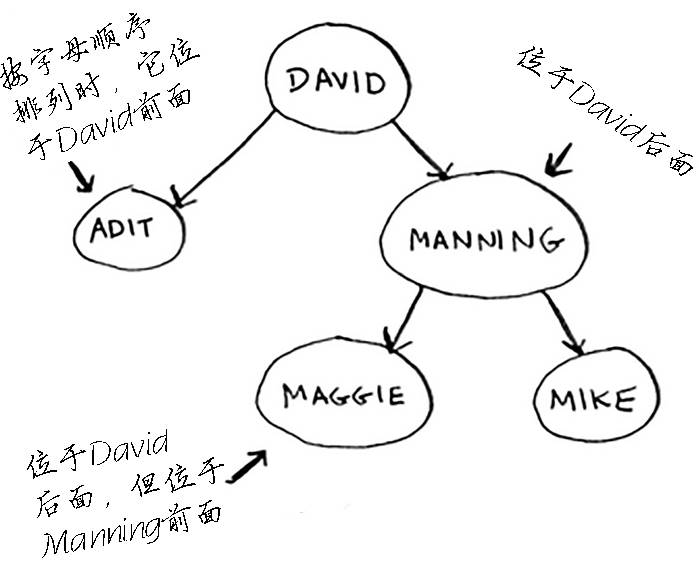 DAVID
按字母顺序
排列时，它位
于David前面
位于David后面
ADIT
MANNING
MAGGIE
MIKE
位于David
后面，但位于
Manning前面